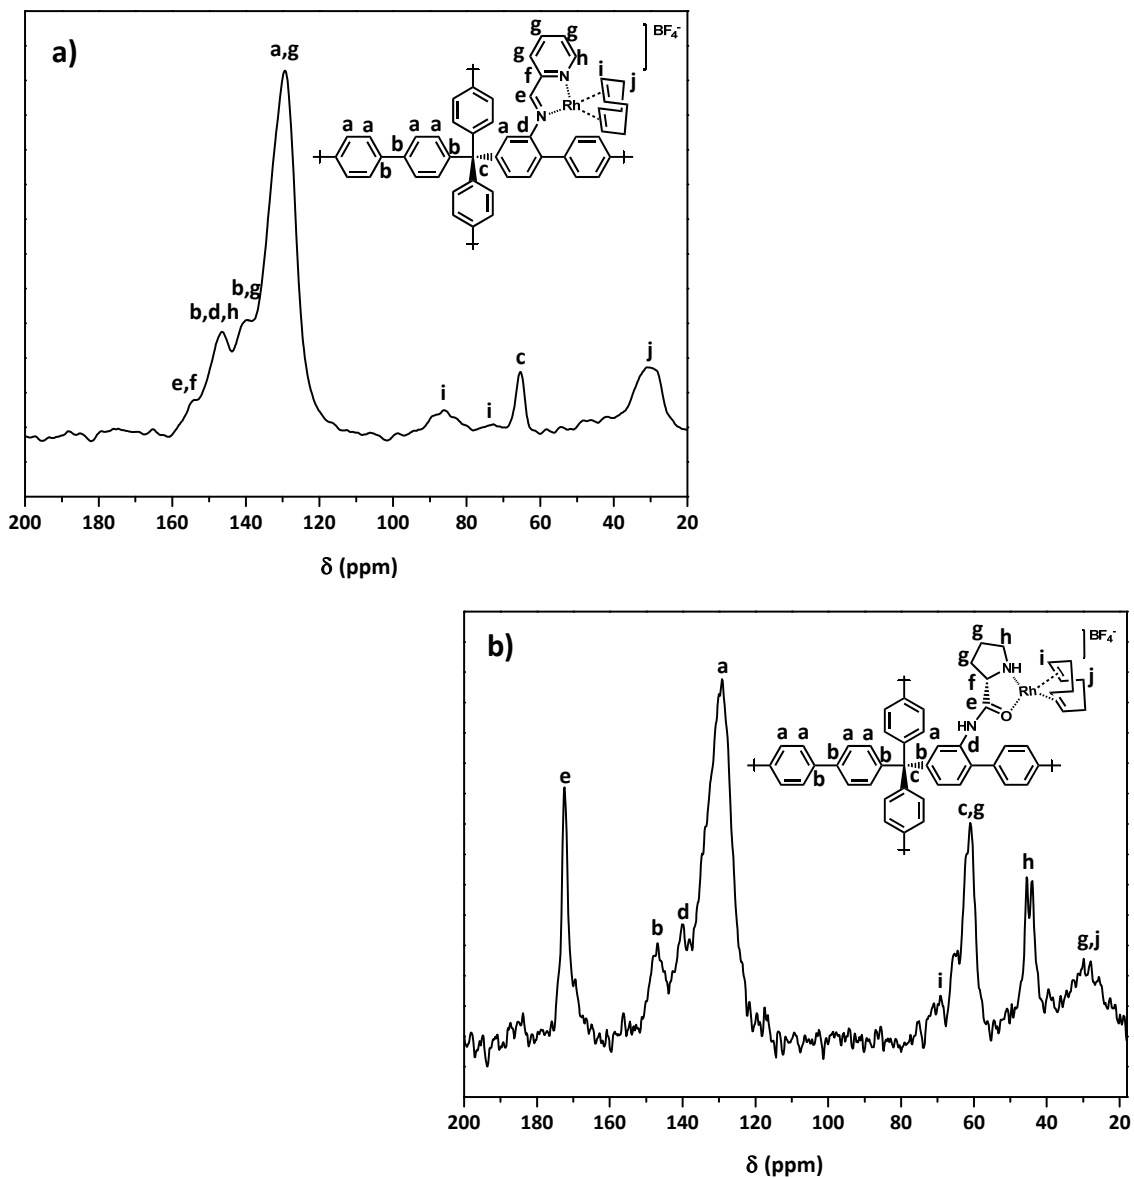 a)
a,g
b,g
b,d,h
e,f
i
i
c
j
g
g
g
h
f
N
e
N
d
Rh
i
j
BF4-
a a
b
a a
b
b
c
a
200 180 160 140 120 100 80 60 40 20
δ (ppm)
b)
e
b
d
a
i
c,g
h
g,j
g
g
h
NH
f
e
O
HN
d
Rh
i
j
BF4-
a a
b
a a
b
b
c
b
a
200 180 160 140 120 100 80 60 40 20
δ (ppm)